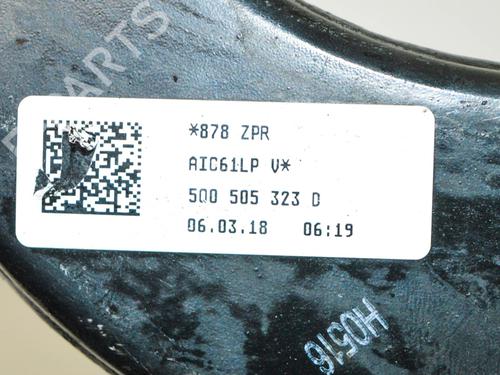 *878 ZPR
AIC61LP V*
5Q0 505 323 D
06.03.18 06:19
H0516